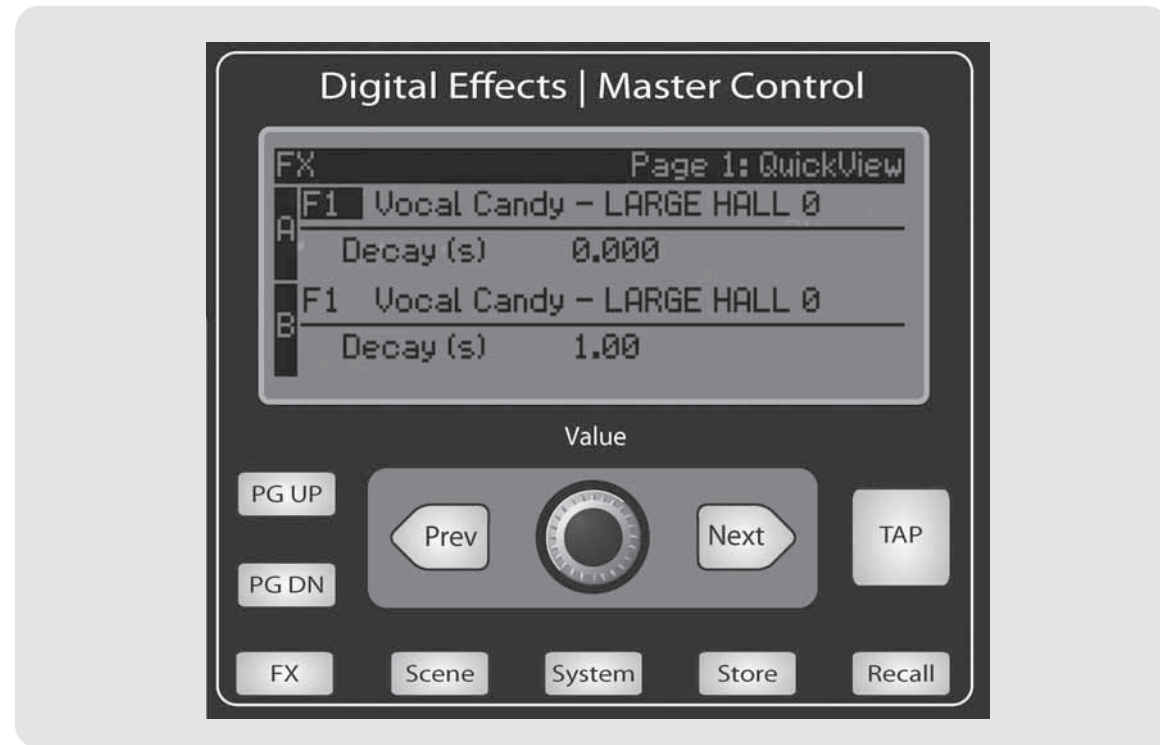 Digital Effects | Master Control
FX Page 1: QuickView
A F1 Vocal Candy – LARGE HALL 0
Decay (s) 0.000
B F1 Vocal Candy – LARGE HALL 0
Decay (s) 1.00
Value
PG UP
Prev
Next
TAP
PG DN
FX
Scene
System
Store
Recall